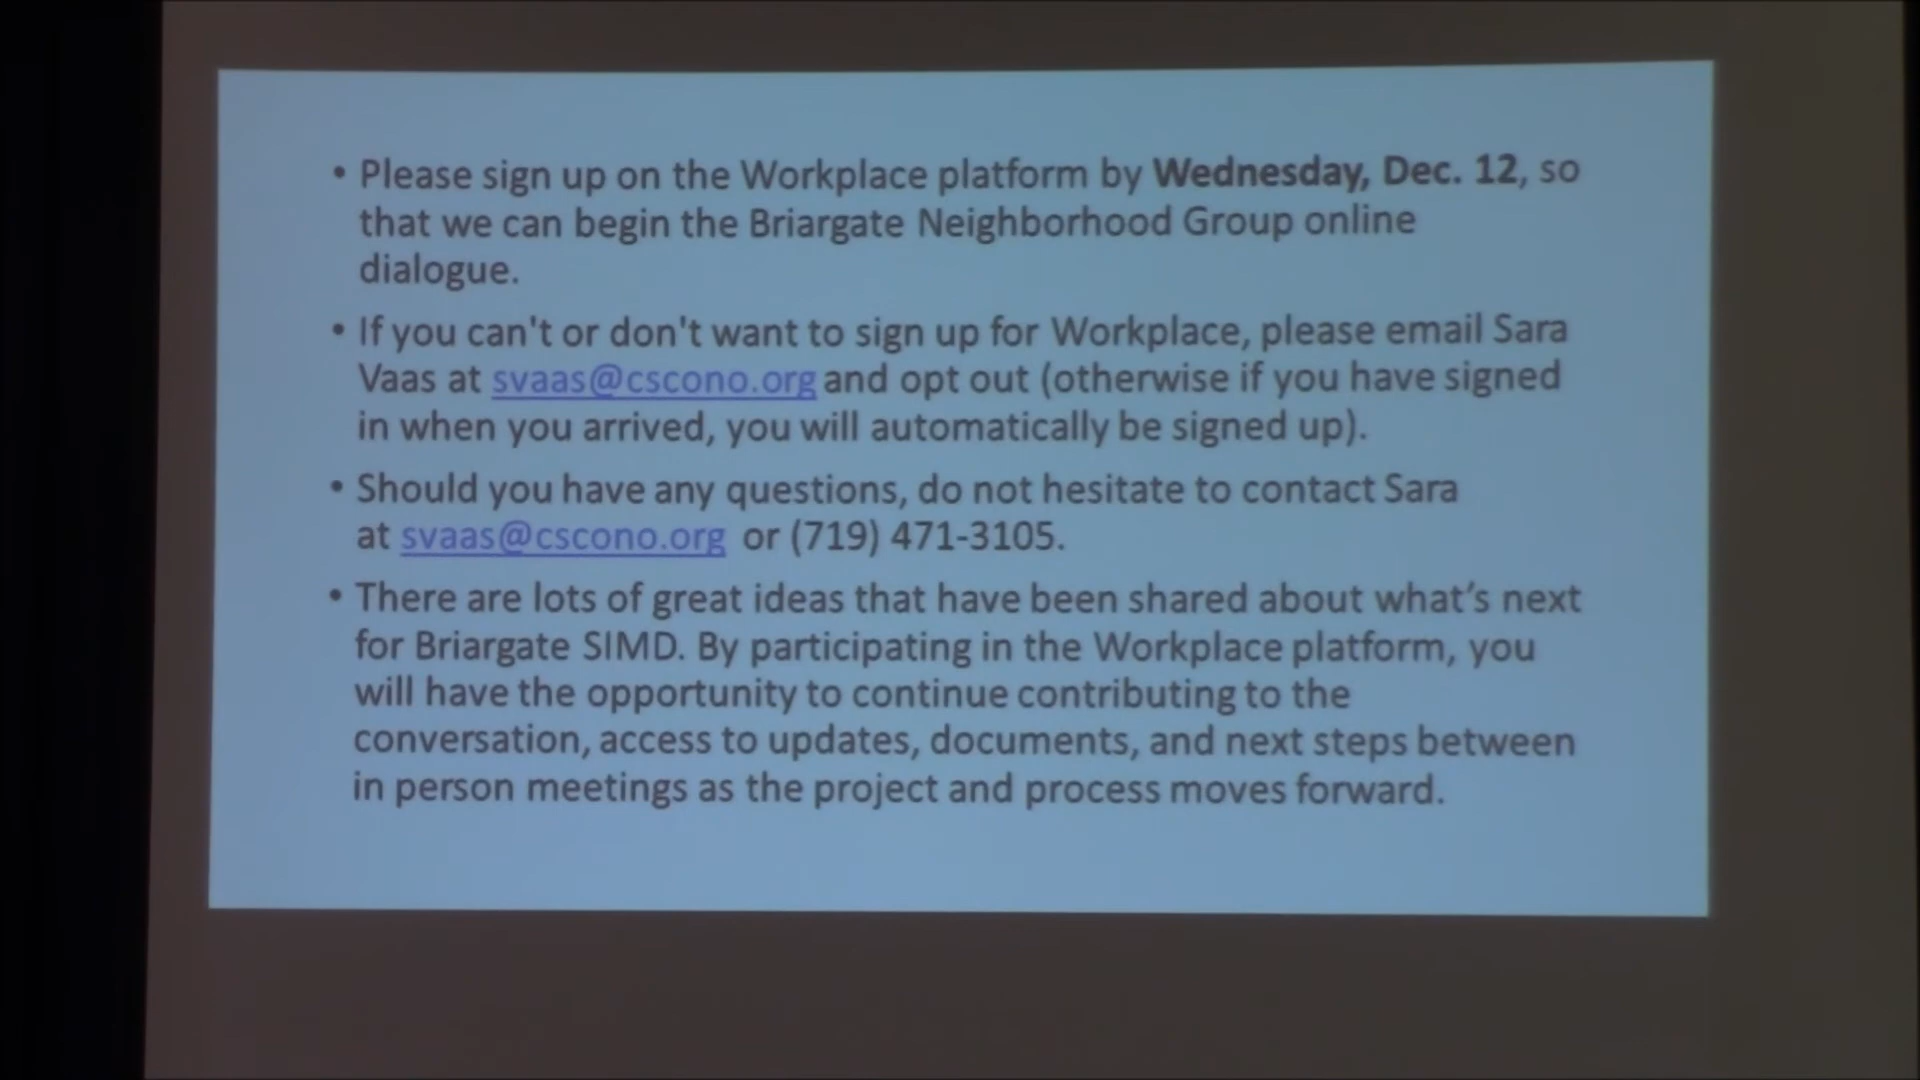 • Please sign up on the Workplace platform by Wednesday, Dec. 12, so
that we can begin the Briargate Neighborhood Group online
dialogue.
• If you can't or don't want to sign up for Workplace, please email Sara
Vaas at svaas@cscono.org and opt out (otherwise if you have signed
in when you arrived, you will automatically be signed up).
• Should you have any questions, do not hesitate to contact Sara
at svaas@cscono.org or (719) 471-3105.
• There are lots of great ideas that have been shared about what’s next
for Briargate SIMD. By participating in the Workplace platform, you
will have the opportunity to continue contributing to the
conversation, access to updates, documents, and next steps between
in person meetings as the project and process moves forward.